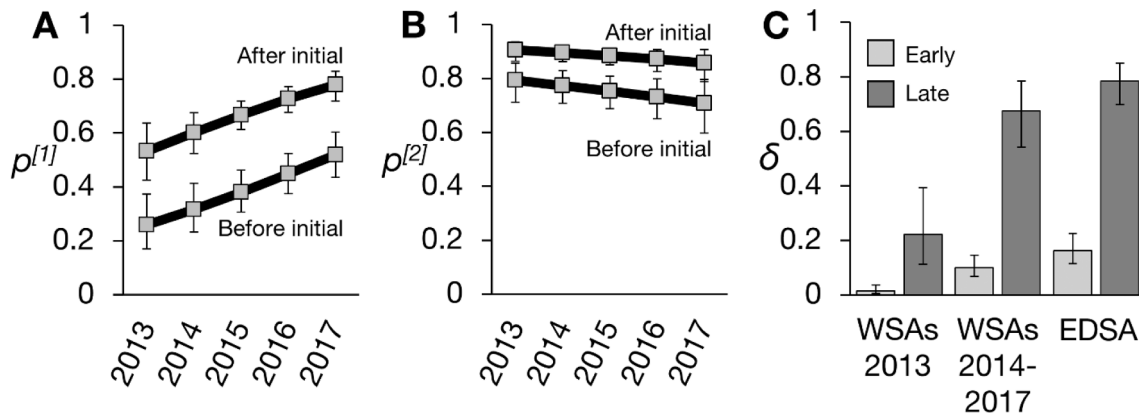 A
1
0.8
0.6
0.4
0.2
0
p[1]
After initial
Before initial
2013
2014
2015
2016
2017
B
1
0.8
0.6
0.4
0.2
0
p[2]
After initial
Before initial
2013
2014
2015
2016
2017
C
1
0.8
0.6
0.4
0.2
0
δ
Early
Late
WSAs
2013
WSAs
2014-
2017
EDSA